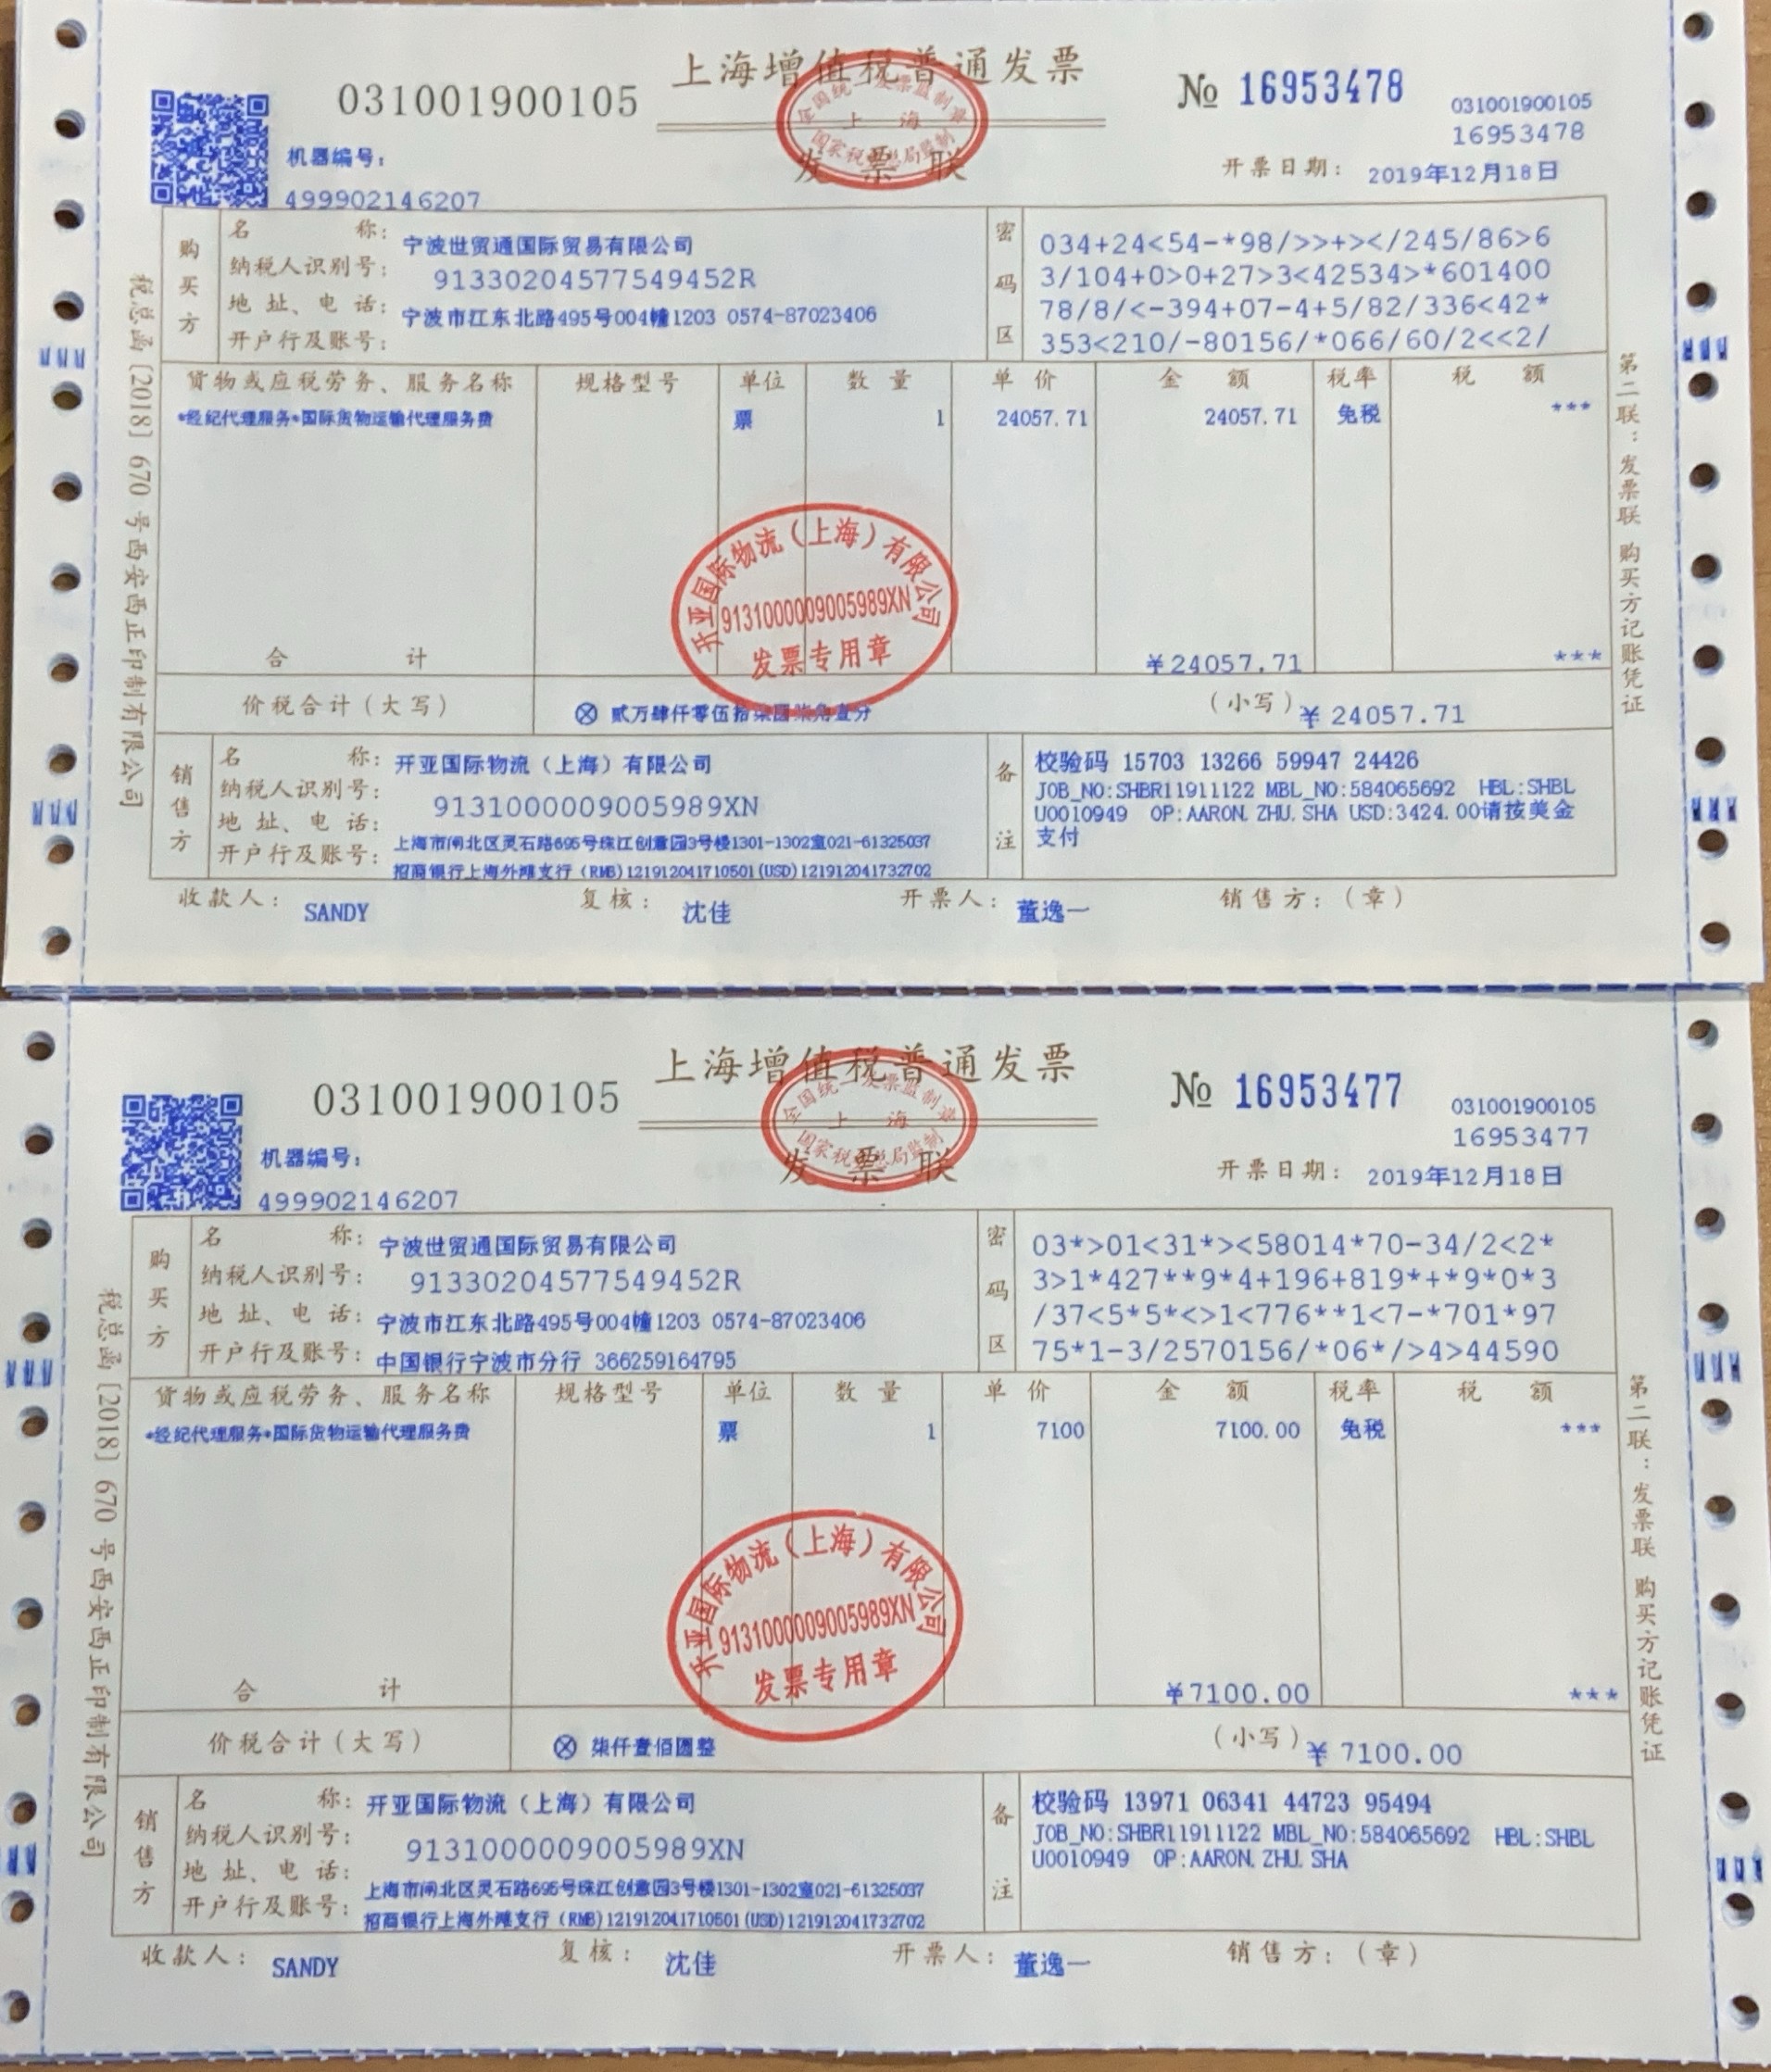 上海增值税普通发票
031001900105
No 16953478
031001900105
16953478
机器编号：
499902146207
全国统一发票监制章
上海
国家税务总局监制
发票联
开票日期： 2019年12月18日
购买方
名称： 宁波世贸通国际贸易有限公司
纳税人识别号： 91330204577549452R
地址、电话： 宁波市江东北路495号004幢1203 0574-87023406
开户行及账号：
密码区
034+24<54-*98/>>+></245/86>6
3/104+0>0+27>3<42534>*601400
78/8/<-394+07-4+5/82/336<42*
353<210/-80156/*066/60/2<<2/
货物或应税劳务、服务名称 规格型号 单位 数量 单价 金额 税率 税额
*经纪代理服务*国际货物运输代理服务费 票 1 24057.71 24057.71 免税 ***
开亚国际物流（上海）有限公司
9131000009005989XN
发票专用章
合计 ¥24057.71 ***
价税合计（大写） ⊗ 贰万肆仟零伍拾柒圆柒角壹分 （小写） ¥ 24057.71
销售方
名称： 开亚国际物流（上海）有限公司
纳税人识别号： 9131000009005989XN
地址、电话： 上海市闸北区灵石路695号珠江创意园3号楼1301-1302室021-61325037
开户行及账号： 招商银行上海外滩支行（RMB)121912041710501(USD)121912041732702
备注
校验码 15703 13266 59947 24426
JOB_NO:SHBR11911122 MBL_NO:584065692 HBL:SHBL
U0010949 OP:AARON.ZHU.SHA USD:3424.00请按美金
支付
收款人： SANDY 复核： 沈佳 开票人： 董逸一 销售方：（章）
税总函［2018］670号西安西正印制有限公司
第二联：发票联 购买方记账凭证
上海增值税普通发票
031001900105
No 16953477
031001900105
16953477
机器编号：
499902146207
全国统一发票监制章
上海
国家税务总局监制
发票联
开票日期： 2019年12月18日
购买方
名称： 宁波世贸通国际贸易有限公司
纳税人识别号： 91330204577549452R
地址、电话： 宁波市江东北路495号004幢1203 0574-87023406
开户行及账号： 中国银行宁波市分行 366259164795
密码区
03*>01<31*><58014*70-34/2<2*
3>1*427**9*4+196+819*+*9*0*3
/37<5*5*<>1<776**1<7-*701*97
75*1-3/2570156/*06*/>4>44590
货物或应税劳务、服务名称 规格型号 单位 数量 单价 金额 税率 税额
*经纪代理服务*国际货物运输代理服务费 票 1 7100 7100.00 免税 ***
开亚国际物流（上海）有限公司
9131000009005989XN
发票专用章
合计 ¥7100.00 ***
价税合计（大写） ⊗ 柒仟壹佰圆整 （小写） ¥ 7100.00
销售方
名称： 开亚国际物流（上海）有限公司
纳税人识别号： 9131000009005989XN
地址、电话： 上海市闸北区灵石路695号珠江创意园3号楼1301-1302室021-61325037
开户行及账号： 招商银行上海外滩支行（RMB)121912041710501(USD)121912041732702
备注
校验码 13971 06341 44723 95494
JOB_NO:SHBR11911122 MBL_NO:584065692 HBL:SHBL
U0010949 OP:AARON.ZHU.SHA
收款人： SANDY 复核： 沈佳 开票人： 董逸一 销售方：（章）
税总函［2018］670号西安西正印制有限公司
第二联：发票联 购买方记账凭证